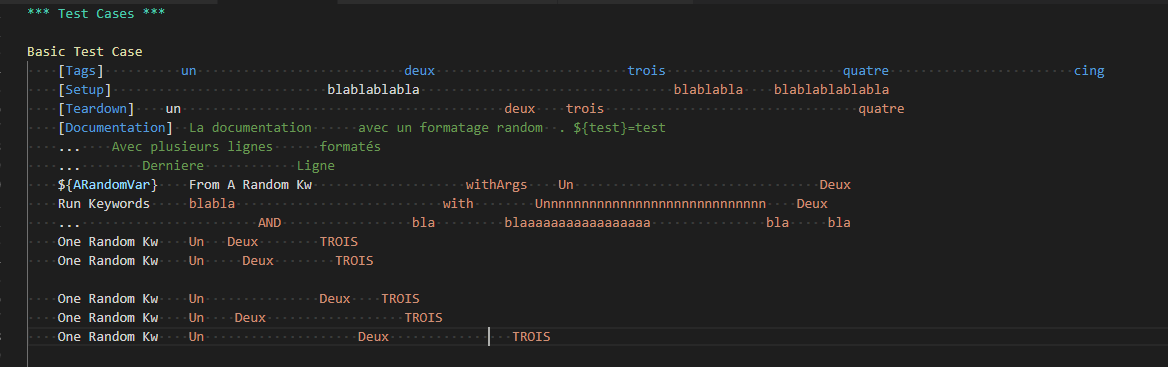 *** Test Cases ***
Basic Test Case
[Tags] un deux trois quatre cinq
[Setup] blablablabla blablabla blablablablabla
[Teardown] un deux trois quatre
[Documentation] La documentation avec un formatage random . ${test}=test
... Avec plusieurs lignes formatés
... Derniere Ligne
${ARandomVar} From A Random Kw withArgs Un Deux
Run Keywords blabla with Unnnnnnnnnnnnnnnnnnnnnnnnnnnnn Deux
... AND bla blaaaaaaaaaaaaaaaaa bla bla
One Random Kw Un Deux TROIS
One Random Kw Un Deux TROIS
One Random Kw Un Deux TROIS
One Random Kw Un Deux TROIS
One Random Kw Un Deux TROIS